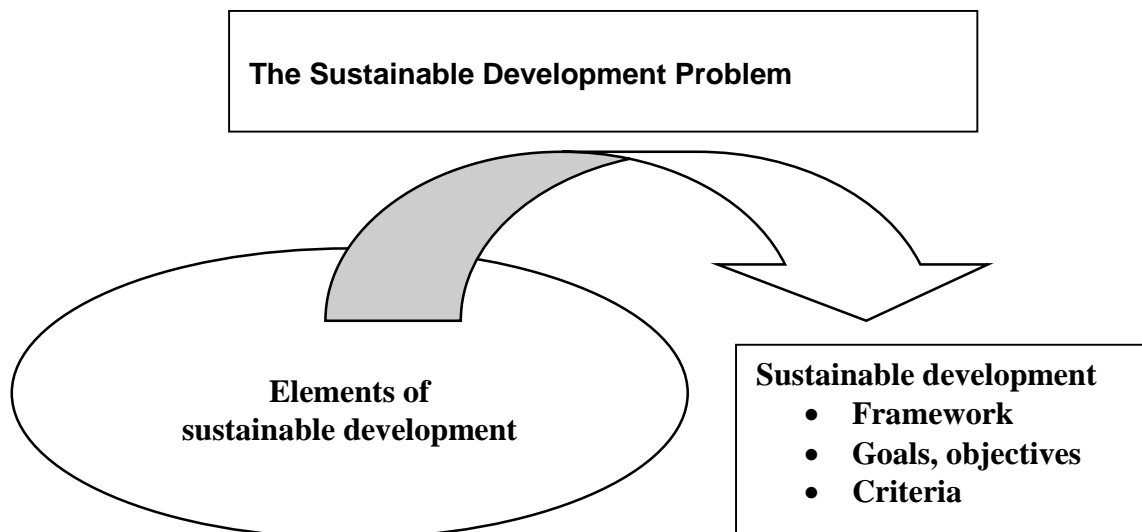 The Sustainable Development Problem
Elements of
sustainable development
Sustainable development
• Framework
• Goals, objectives
• Criteria